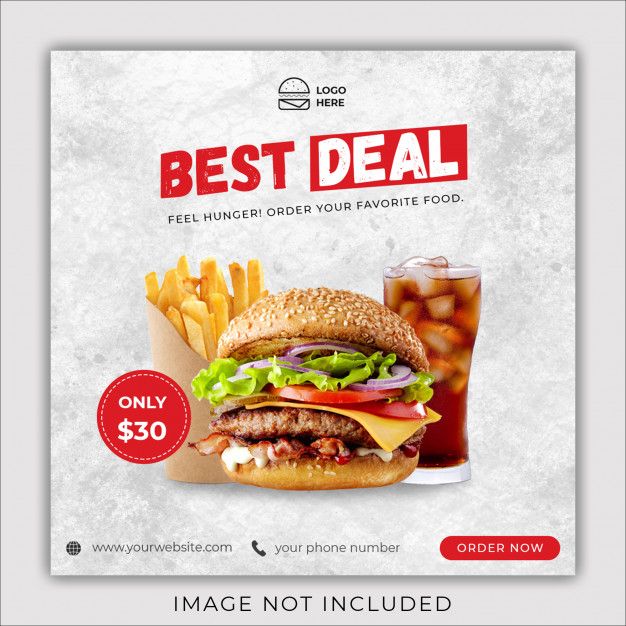 LOGO
HERE
BEST DEAL
FEEL HUNGER! ORDER YOUR FAVORITE FOOD.
ONLY
$30
www.yourwebsite.com
your phone number
ORDER NOW
IMAGE NOT INCLUDED